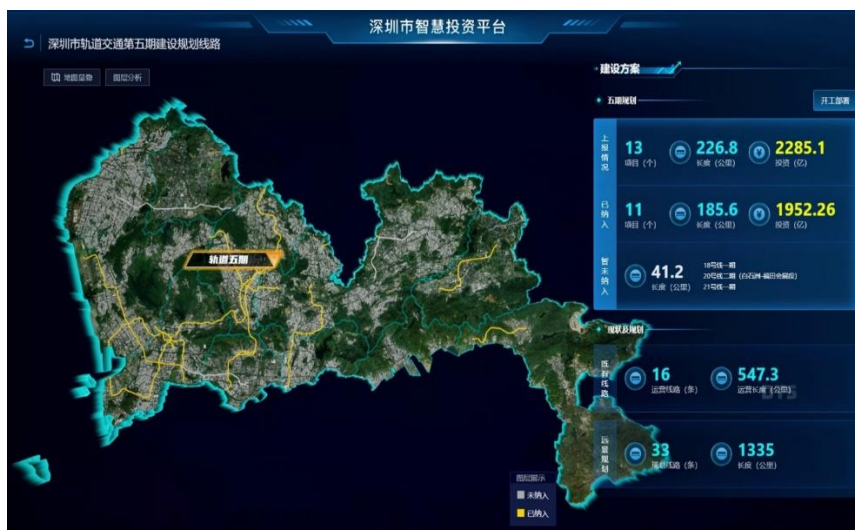 深圳市智慧投资平台
深圳市轨道交通第五期建设规划线路
地图显隐
图层分析
轨道五期
建设方案
五期规划
开工部署
上报情况
13
项目（个）
226.8
长度（公里）
2285.1
投资（亿）
已纳入
11
项目（个）
185.6
长度（公里）
1952.26
投资（亿）
暂未纳入
41.2
长度（公里）
18号线一期
20号线二期（白石洲-福田会展段）
21号线一期
现状及规划
既有线路
16
运营线路（条）
547.3
运营长度（公里）
远景规划
33
规划线路（条）
1335
长度（公里）
图层展示
未纳入
已纳入